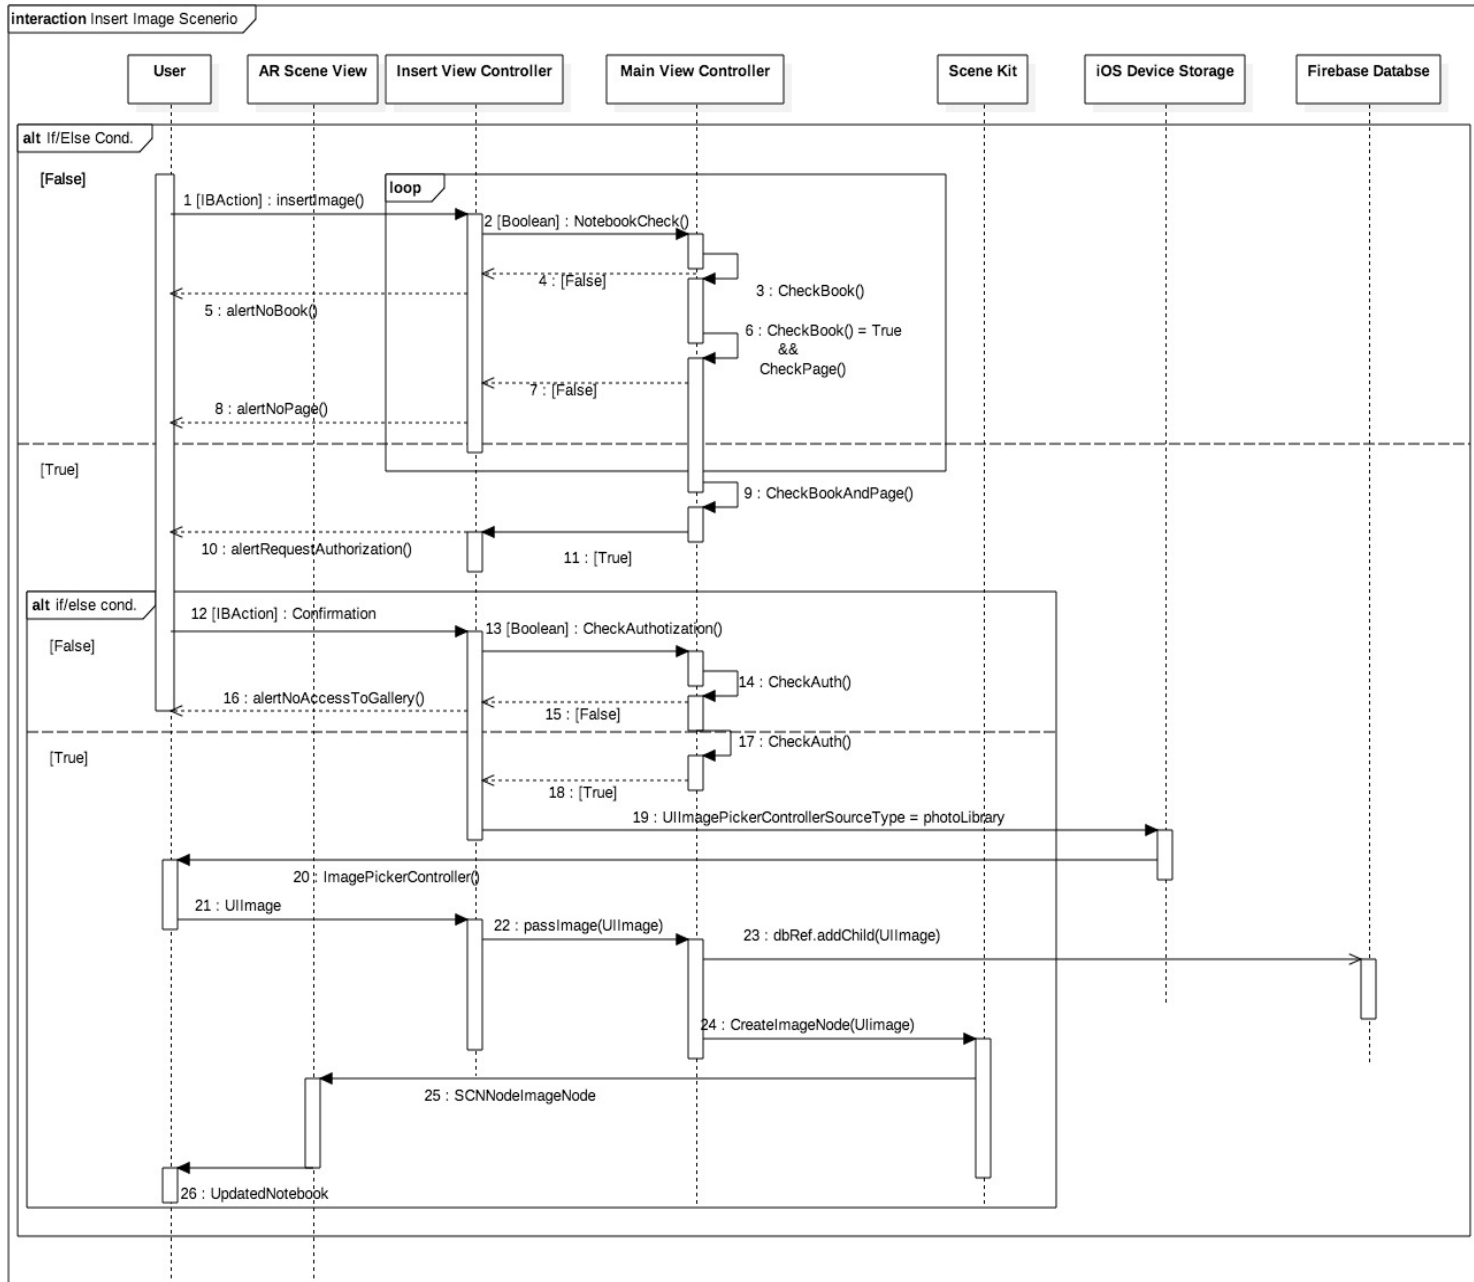 interaction Insert Image Scenerio
User
AR Scene View
Insert View Controller
Main View Controller
Scene Kit
iOS Device Storage
Firebase Databse
alt If/Else Cond.
[False]
loop
1 [IBAction] : insertImage()
2 [Boolean] : NotebookCheck()
4 : [False]
3 : CheckBook()
5 : alertNoBook()
6 : CheckBook() = True
&&
CheckPage()
7 : [False]
8 : alertNoPage()
[True]
9 : CheckBookAndPage()
10 : alertRequestAuthorization()
11 : [True]
alt if/else cond.
12 [IBAction] : Confirmation
13 [Boolean] : CheckAuthotization()
[False]
14 : CheckAuth()
16 : alertNoAccessToGallery()
15 : [False]
17 : CheckAuth()
[True]
18 : [True]
19 : UIImagePickerControllerSourceType = photoLibrary
20 : ImagePickerController()
21 : UIImage
22 : passImage(UIImage)
23 : dbRef.addChild(UIImage)
24 : CreateImageNode(UIimage)
25 : SCNNodeImageNode
26 : UpdatedNotebook